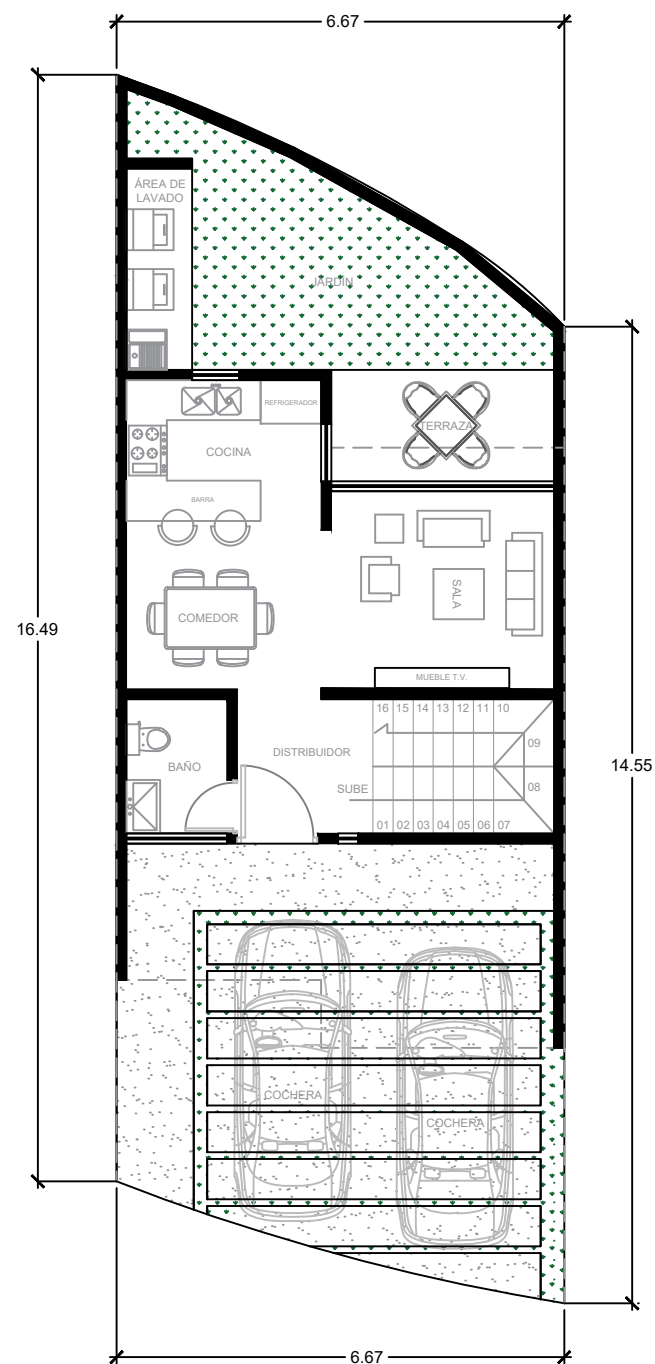 6.67
ÁREA DE
LAVADO
JARDÍN
16.49
14.55
REFRIGERADOR
COCINA
TERRAZA
BARRA
SALA
COMEDOR
MUEBLE T.V.
16 15 14 13 12 11 10
09
DISTRIBUIDOR
BAÑO
08
SUBE
01 02 03 04 05 06 07
COCHERA
COCHERA
6.67